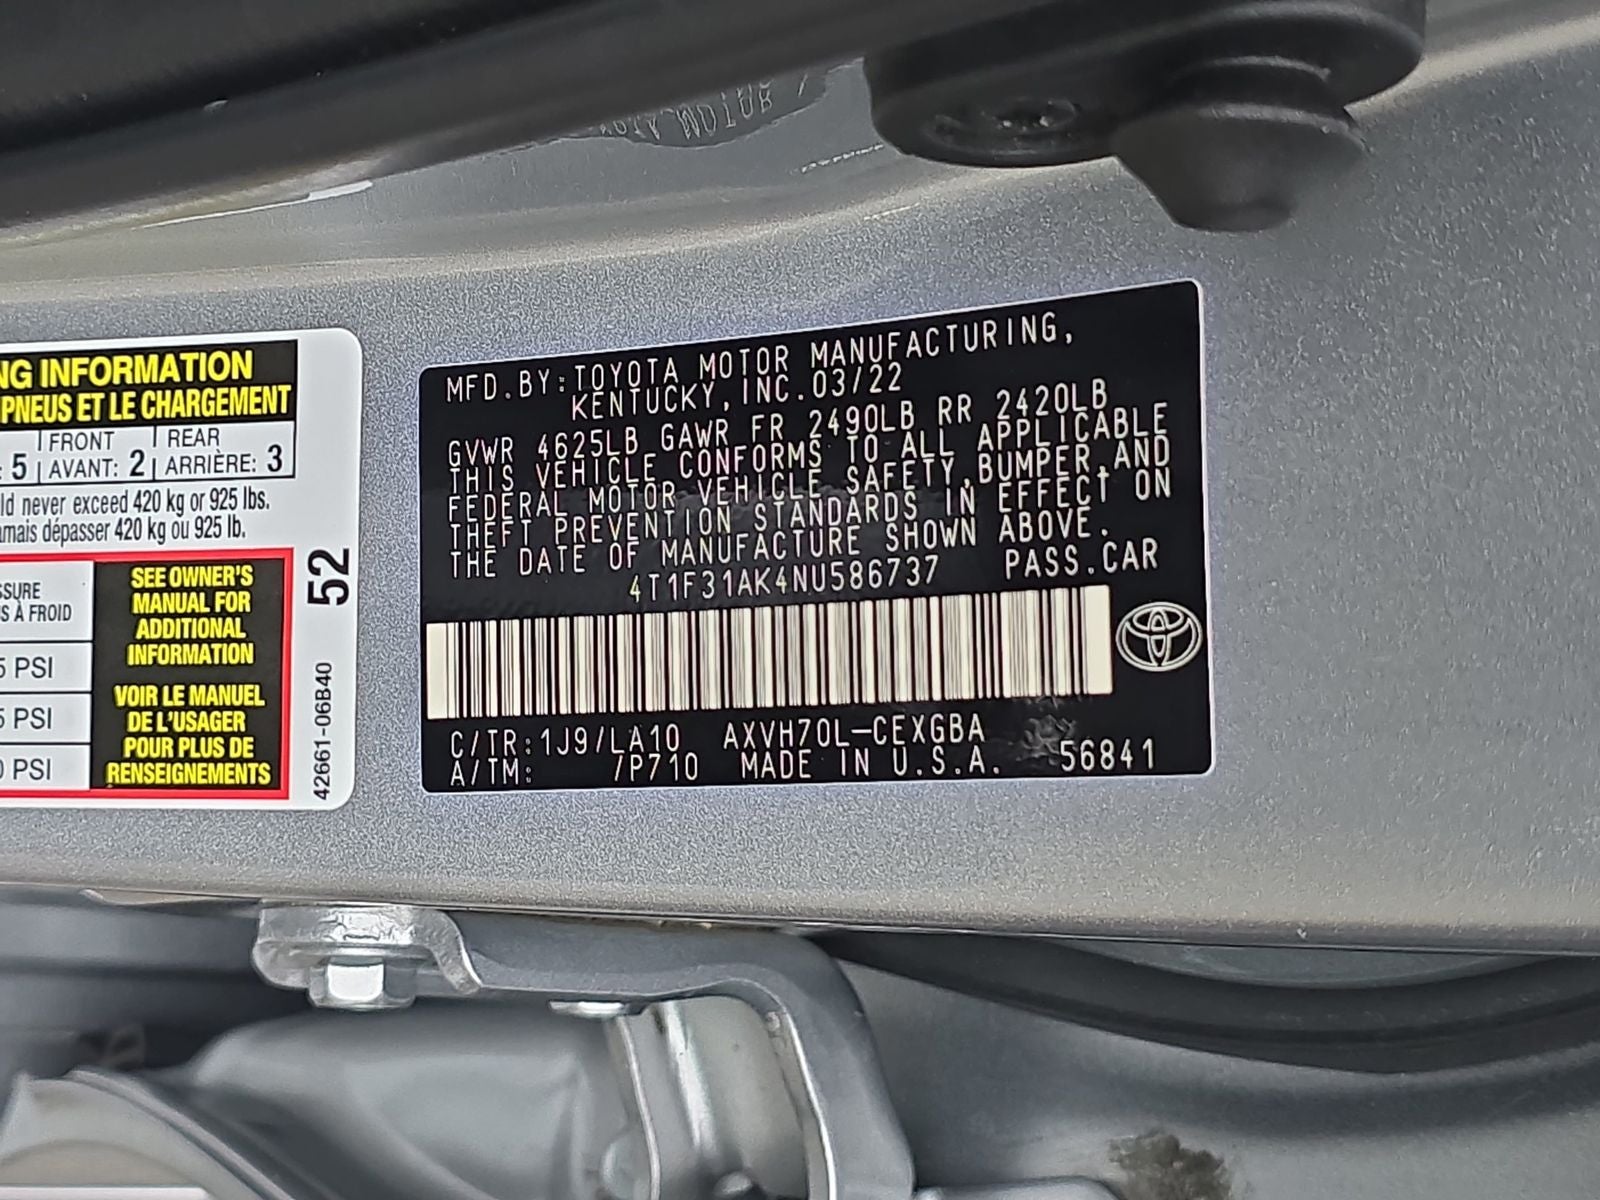 NG INFORMATION
PNEUS ET LE CHARGEMENT
: 5 FRONT AVANT: 2 REAR ARRIÈRE: 3
ld never exceed 420 kg or 925 lbs.
amais dépasser 420 kg ou 925 lb.
SSURE
S À FROID
5 PSI
5 PSI
0 PSI
SEE OWNER'S
MANUAL FOR
ADDITIONAL
INFORMATION
VOIR LE MANUEL
DE L'USAGER
POUR PLUS DE
RENSEIGNEMENTS
52
42661-06B40
MFD.BY:TOYOTA MOTOR MANUFACTURING,
KENTUCKY, INC. 03/22
GVWR 4625LB GAWR FR 2490LB RR 2420LB
THIS VEHICLE CONFORMS TO ALL APPLICABLE
FEDERAL MOTOR VEHICLE SAFETY,BUMPER,AND
THEFT PREVENTION STANDARDS IN EFFECT ON
THE DATE OF MANUFACTURE SHOWN ABOVE.
4T1F31AK4NU586737 PASS.CAR
C/TR:1J9/LA10 AXVH70L-CEXGBA
A/TM: /P710 MADE IN U.S.A. 56841